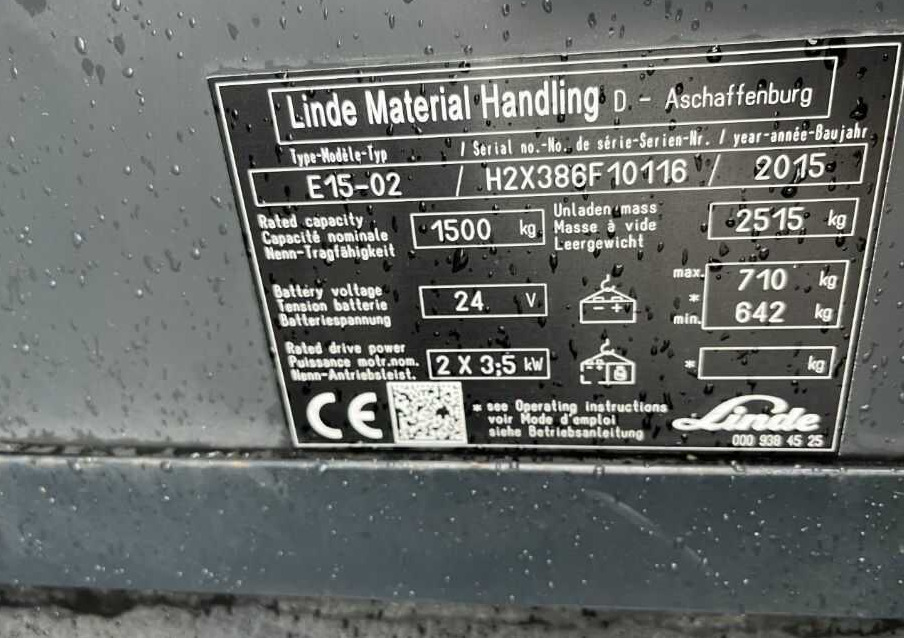 Linde Material Handling D. - Aschaffenburg
Type-Modèle-Typ / Serial no.-No. de série-Serien-Nr. / year-année-Baujahr
E15-02 / H2X386F10116 / 2015
Rated capacity
Capacité nominale
Nenn-Tragfähigkeit
1500 kg
Unladen mass
Masse à vide
Leergewicht
2515 kg
Battery voltage
Tension batterie
Batteriespannung
24 V
- +
max. 710 kg
*
min. 642 kg
Rated drive power
Puissance motr.nom.
Nenn-Antriebsleist.
2 X 3,5 kW
* kg
CE
* see Operating instructions
voir Mode d'emploi
siehe Betriebsanleitung
Linde
000 938 45 25